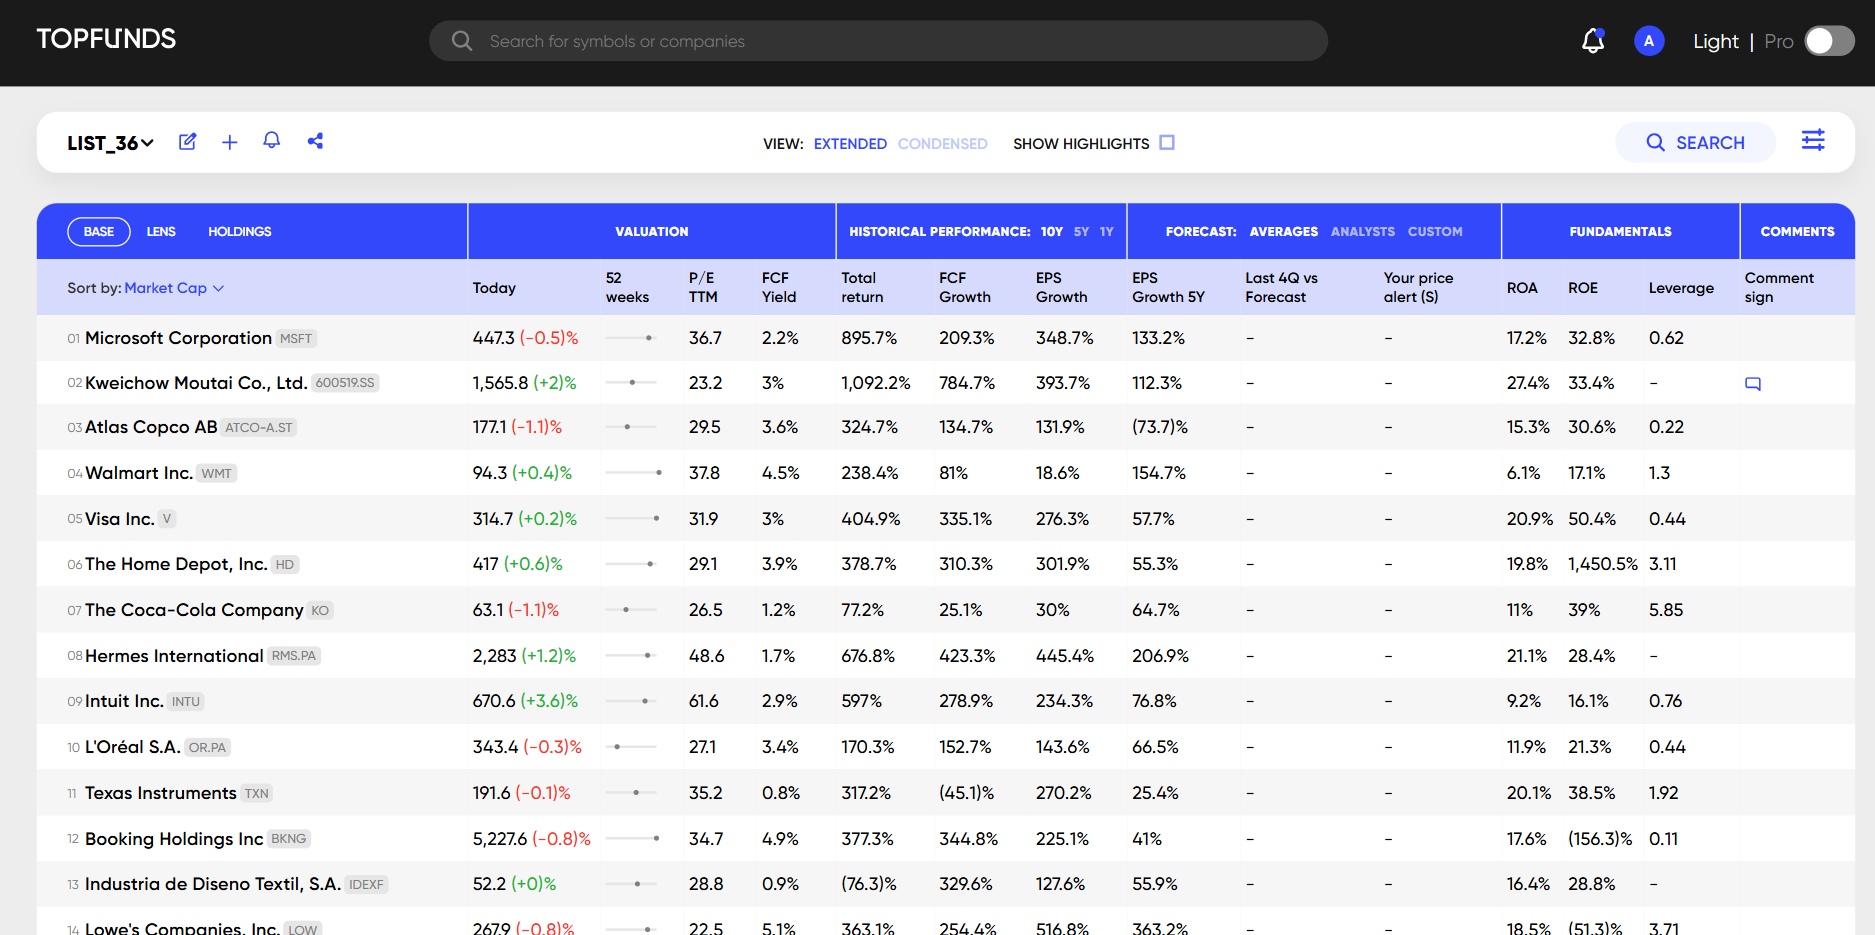 TOPFUNDS
Search for symbols or companies
A
Light | Pro
LIST_36
VIEW: EXTENDED CONDENSED SHOW HIGHLIGHTS
SEARCH
BASE LENS HOLDINGS VALUATION HISTORICAL PERFORMANCE: 10Y 5Y 1Y FORECAST: AVERAGES ANALYSTS CUSTOM FUNDAMENTALS COMMENTS
Sort by: Market Cap Today 52 weeks P/E TTM FCF Yield Total return FCF Growth EPS Growth EPS Growth 5Y Last 4Q vs Forecast Your price alert (S) ROA ROE Leverage Comment sign
01 Microsoft Corporation MSFT 447.3 (-0.5)% 36.7 2.2% 895.7% 209.3% 348.7% 133.2% - - 17.2% 32.8% 0.62
02 Kweichow Moutai Co., Ltd. 600519.SS 1,565.8 (+2)% 23.2 3% 1,092.2% 784.7% 393.7% 112.3% - - 27.4% 33.4% -
03 Atlas Copco AB ATCO-A.ST 177.1 (-1.1)% 29.5 3.6% 324.7% 134.7% 131.9% (73.7)% - - 15.3% 30.6% 0.22
04 Walmart Inc. WMT 94.3 (+0.4)% 37.8 4.5% 238.4% 81% 18.6% 154.7% - - 6.1% 17.1% 1.3
05 Visa Inc. V 314.7 (+0.2)% 31.9 3% 404.9% 335.1% 276.3% 57.7% - - 20.9% 50.4% 0.44
06 The Home Depot, Inc. HD 417 (+0.6)% 29.1 3.9% 378.7% 310.3% 301.9% 55.3% - - 19.8% 1,450.5% 3.11
07 The Coca-Cola Company KO 63.1 (-1.1)% 26.5 1.2% 77.2% 25.1% 30% 64.7% - - 11% 39% 5.85
08 Hermes International RMS.PA 2,283 (+1.2)% 48.6 1.7% 676.8% 423.3% 445.4% 206.9% - - 21.1% 28.4% -
09 Intuit Inc. INTU 670.6 (+3.6)% 61.6 2.9% 597% 278.9% 234.3% 76.8% - - 9.2% 16.1% 0.76
10 L'Oréal S.A. OR.PA 343.4 (-0.3)% 27.1 3.4% 170.3% 152.7% 143.6% 66.5% - - 11.9% 21.3% 0.44
11 Texas Instruments TXN 191.6 (-0.1)% 35.2 0.8% 317.2% (45.1)% 270.2% 25.4% - - 20.1% 38.5% 1.92
12 Booking Holdings Inc BKNG 5,227.6 (-0.8)% 34.7 4.9% 377.3% 344.8% 225.1% 41% - - 17.6% (156.3)% 0.11
13 Industria de Diseno Textil, S.A. IDEXF 52.2 (+0)% 28.8 0.9% (76.3)% 329.6% 127.6% 55.9% - - 16.4% 28.8% -
14 Lowe's Companies, Inc. LOW 267.9 (-0.8)% 22.5 5.1% 363.1% 254.4% 516.8% 363.2% - - 18.5% (51.3)% 3.71